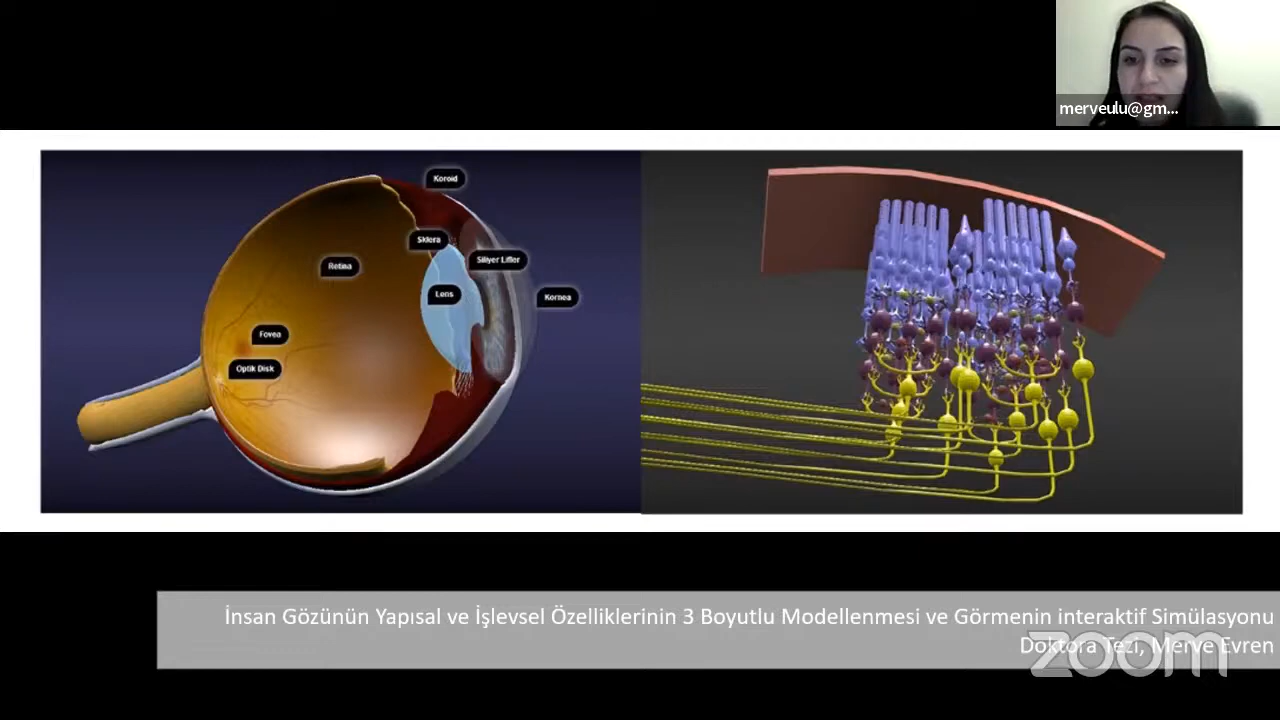 merveulu@gm...
Koroid
Sklera
Siliyer Lifler
Retina
Lens
Kornea
Fovea
Optik Disk
İnsan Gözünün Yapısal ve İşlevsel Özelliklerinin 3 Boyutlu Modellenmesi ve Görmenin interaktif Simülasyonu
Doktora Tezi, Merve Evren
zoom